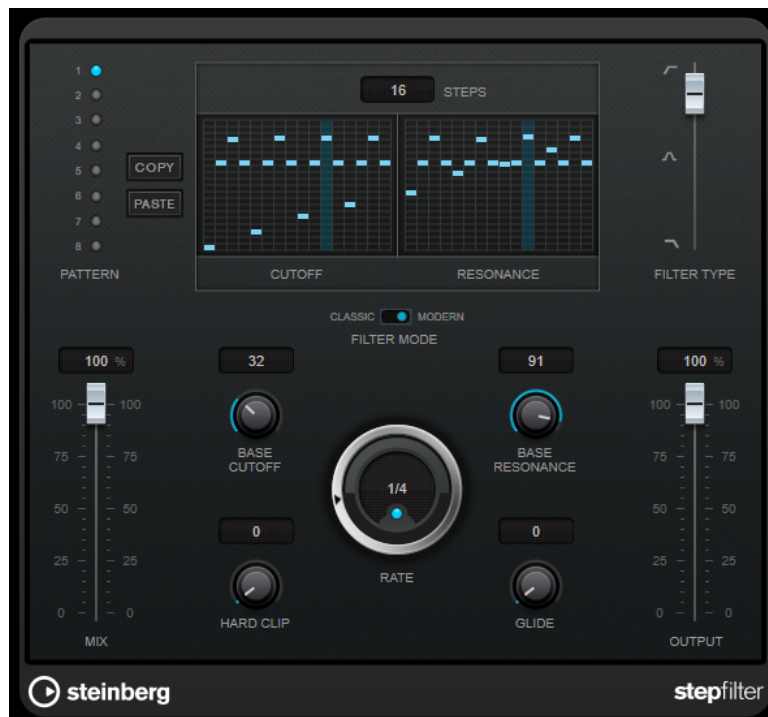 1
2
3
4
5
6
7
8
PATTERN
COPY
PASTE
16 STEPS
CUTOFF
RESONANCE
FILTER TYPE
CLASSIC MODERN
FILTER MODE
100 %
32
91
100 %
100 100
75 75
50 50
25 25
0 0
MIX
BASE
CUTOFF
0
HARD CLIP
1/4
RATE
BASE
RESONANCE
0
GLIDE
100 100
75 75
50 50
25 25
0 0
OUTPUT
steinberg
stepfilter